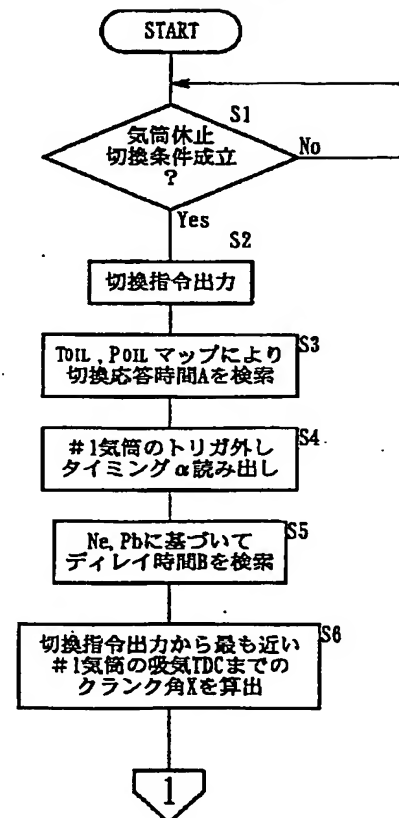 START
S1
気筒休止
切換条件成立
?
No
Yes
S2
切換指令出力
S3
TOIL,POILマップにより
切換応答時間Aを検索
S4
#1気筒のトリガ外し
タイミングα読み出し
S5
Ne,Pbに基づいて
ディレイ時間Bを検索
S6
切換指令出力から最も近い
#1気筒の吸気TDCまでの
クランク角Xを算出
1